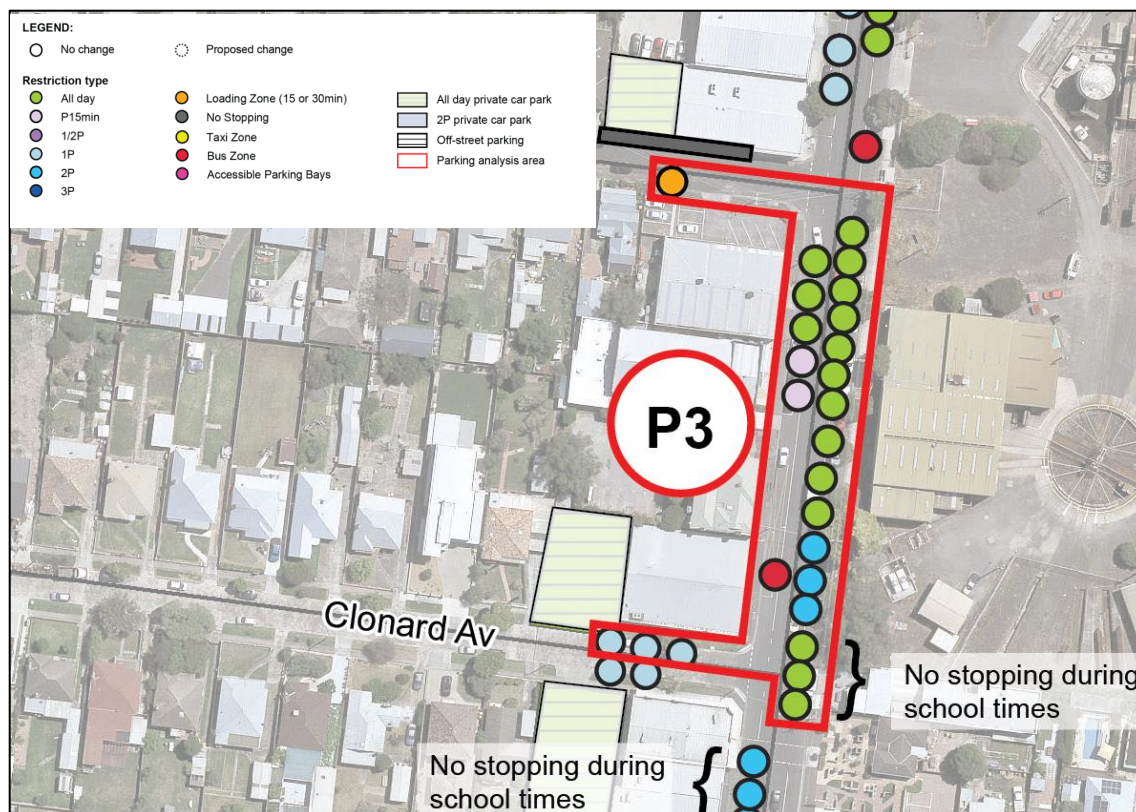 LEGEND:
No change
Proposed change
Restriction type
All day
P15min
1/2P
1P
2P
3P
Loading Zone (15 or 30min)
No Stopping
Taxi Zone
Bus Zone
Accessible Parking Bays
All day private car park
2P private car park
Off-street parking
Parking analysis area
P3
Clonard Av
No stopping during
school times
No stopping during
school times